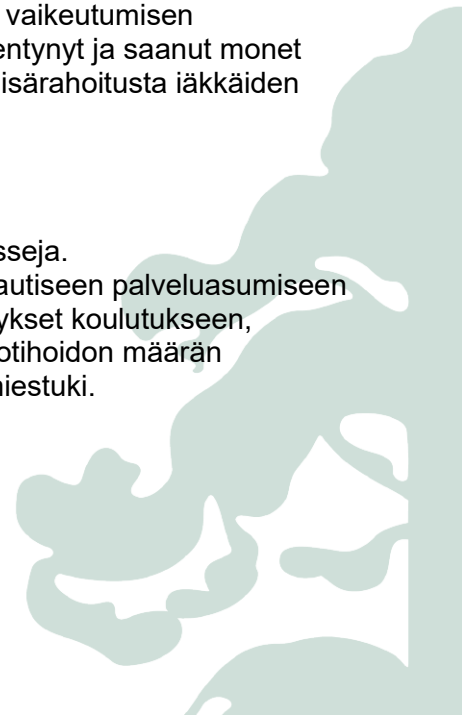 vaikeutumisen
entynyt ja saanut monet
isärahoitusta iäkkäiden
sseja.
autiseen palveluasumiseen
ykset koulutukseen,
otihoidon määrän
niestuki.